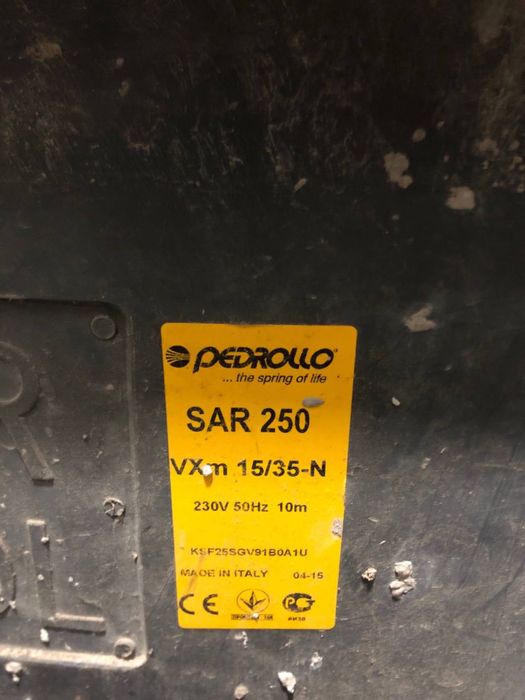 PEDROLLO
... the spring of life
SAR 250
VXm 15/35-N
230V 50Hz 10m
KSF25SGV91B0A1U
MADE IN ITALY 04-15
CE